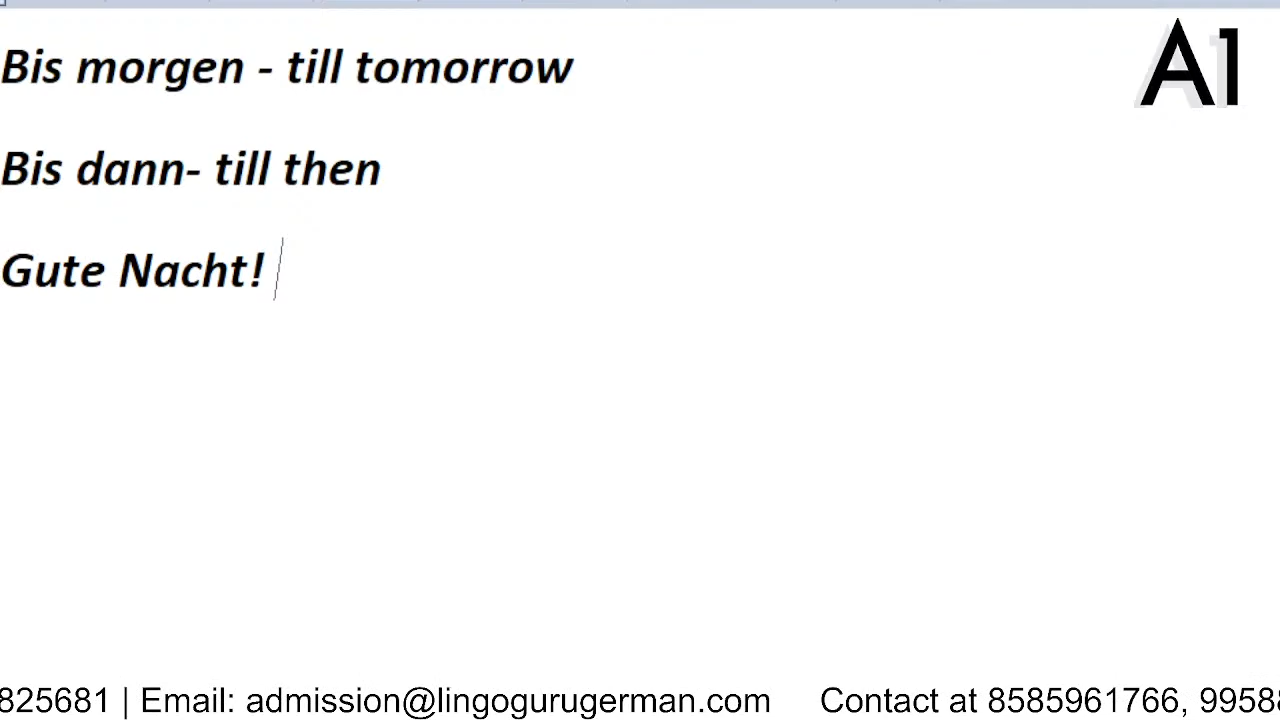 Bis morgen - till tomorrow
A1
Bis dann- till then
Gute Nacht!
825681 | Email: admission@lingogurugerman.com Contact at 8585961766, 9958